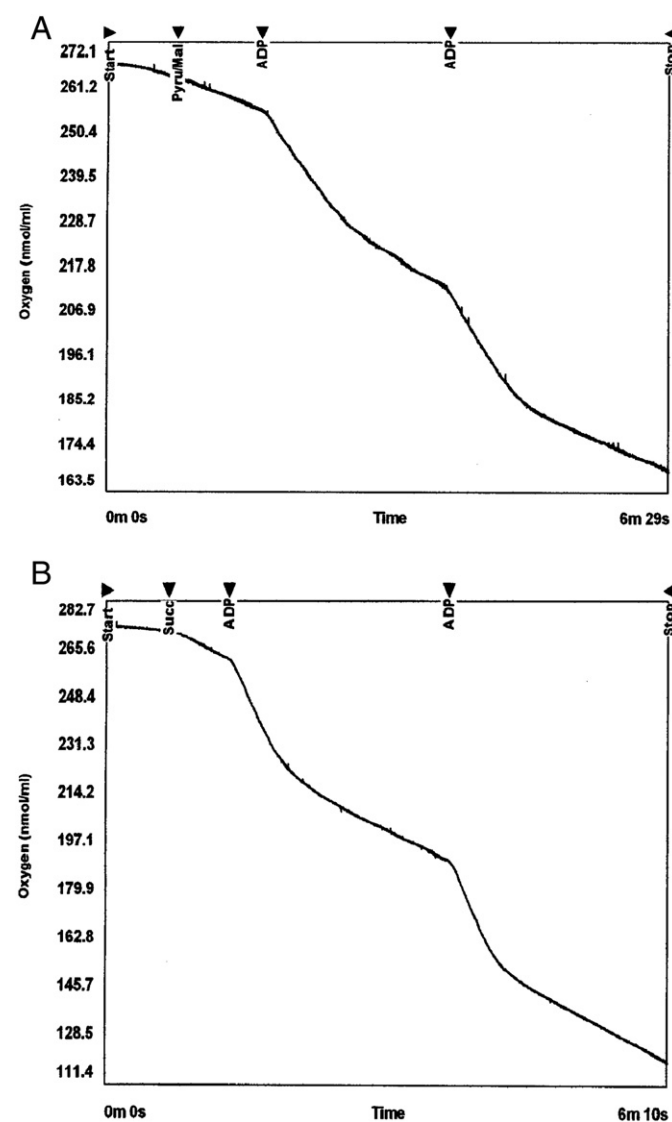 A
Start
Pyru/Mal
ADP
ADP
Stop
272.1
261.2
250.4
239.5
228.7
217.8
206.9
196.1
185.2
174.4
163.5
Oxygen (nmol/ml)
0m 0s Time 6m 29s
B
Start
Succ
ADP
ADP
Stop
282.7
265.6
248.4
231.3
214.2
197.1
179.9
162.8
145.7
128.5
111.4
Oxygen (nmol/ml)
0m 0s Time 6m 10s